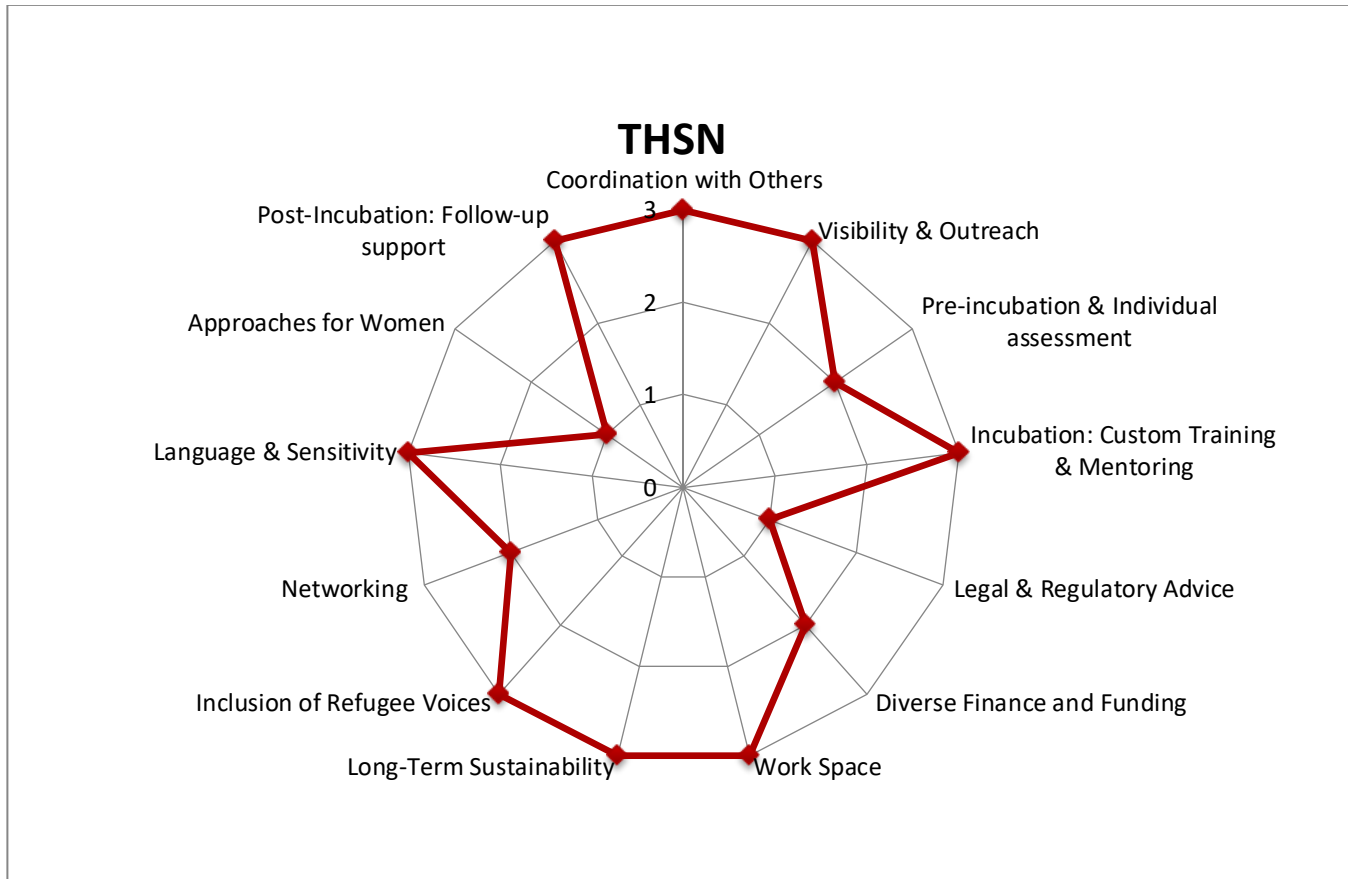 THSN
Coordination with Others
Post-Incubation: Follow-up
support
3
Visibility & Outreach
Pre-incubation & Individual
assessment
Approaches for Women
2
1
Incubation: Custom Training
& Mentoring
Language & Sensitivity
0
Networking
Legal & Regulatory Advice
Inclusion of Refugee Voices
Diverse Finance and Funding
Long-Term Sustainability
Work Space